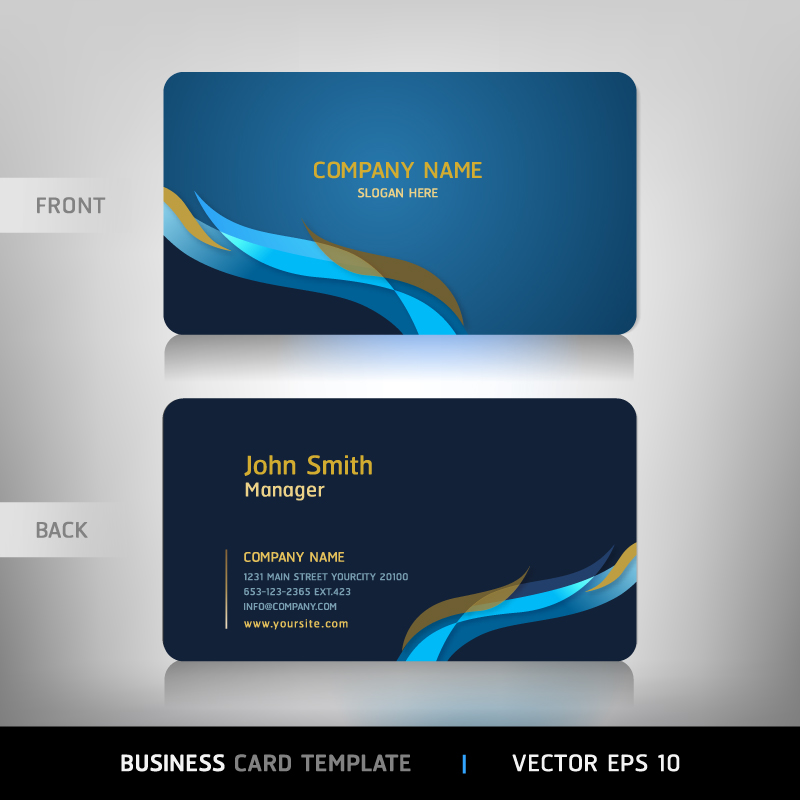 FRONT
COMPANY NAME
SLOGAN HERE
BACK
John Smith
Manager
COMPANY NAME
1231 MAIN STREET YOURCITY 20100
653-123-2365 EXT.423
INFO@COMPANY.COM
www.yoursite.com
BUSINESS CARD TEMPLATE | VECTOR EPS 10